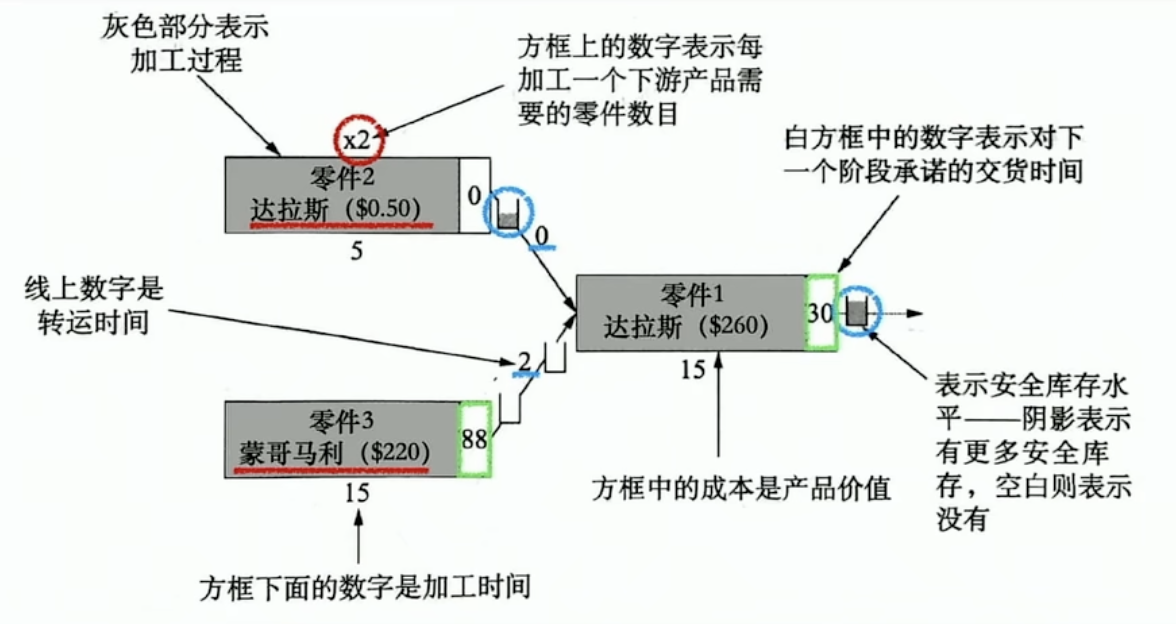 灰色部分表示
加工过程
方框上的数字表示每
加工一个下游产品需
要的零件数目
x2
零件2
达拉斯（$0.50）
0
5
0
白方框中的数字表示对下
一个阶段承诺的交货时间
线上数字是
转运时间
零件1
达拉斯（$260）
30
15
2
零件3
蒙哥马利（$220）
88
15
表示安全库存水
平——阴影表示
有更多安全库
存，空白则表示
没有
方框中的成本是产品价值
方框下面的数字是加工时间